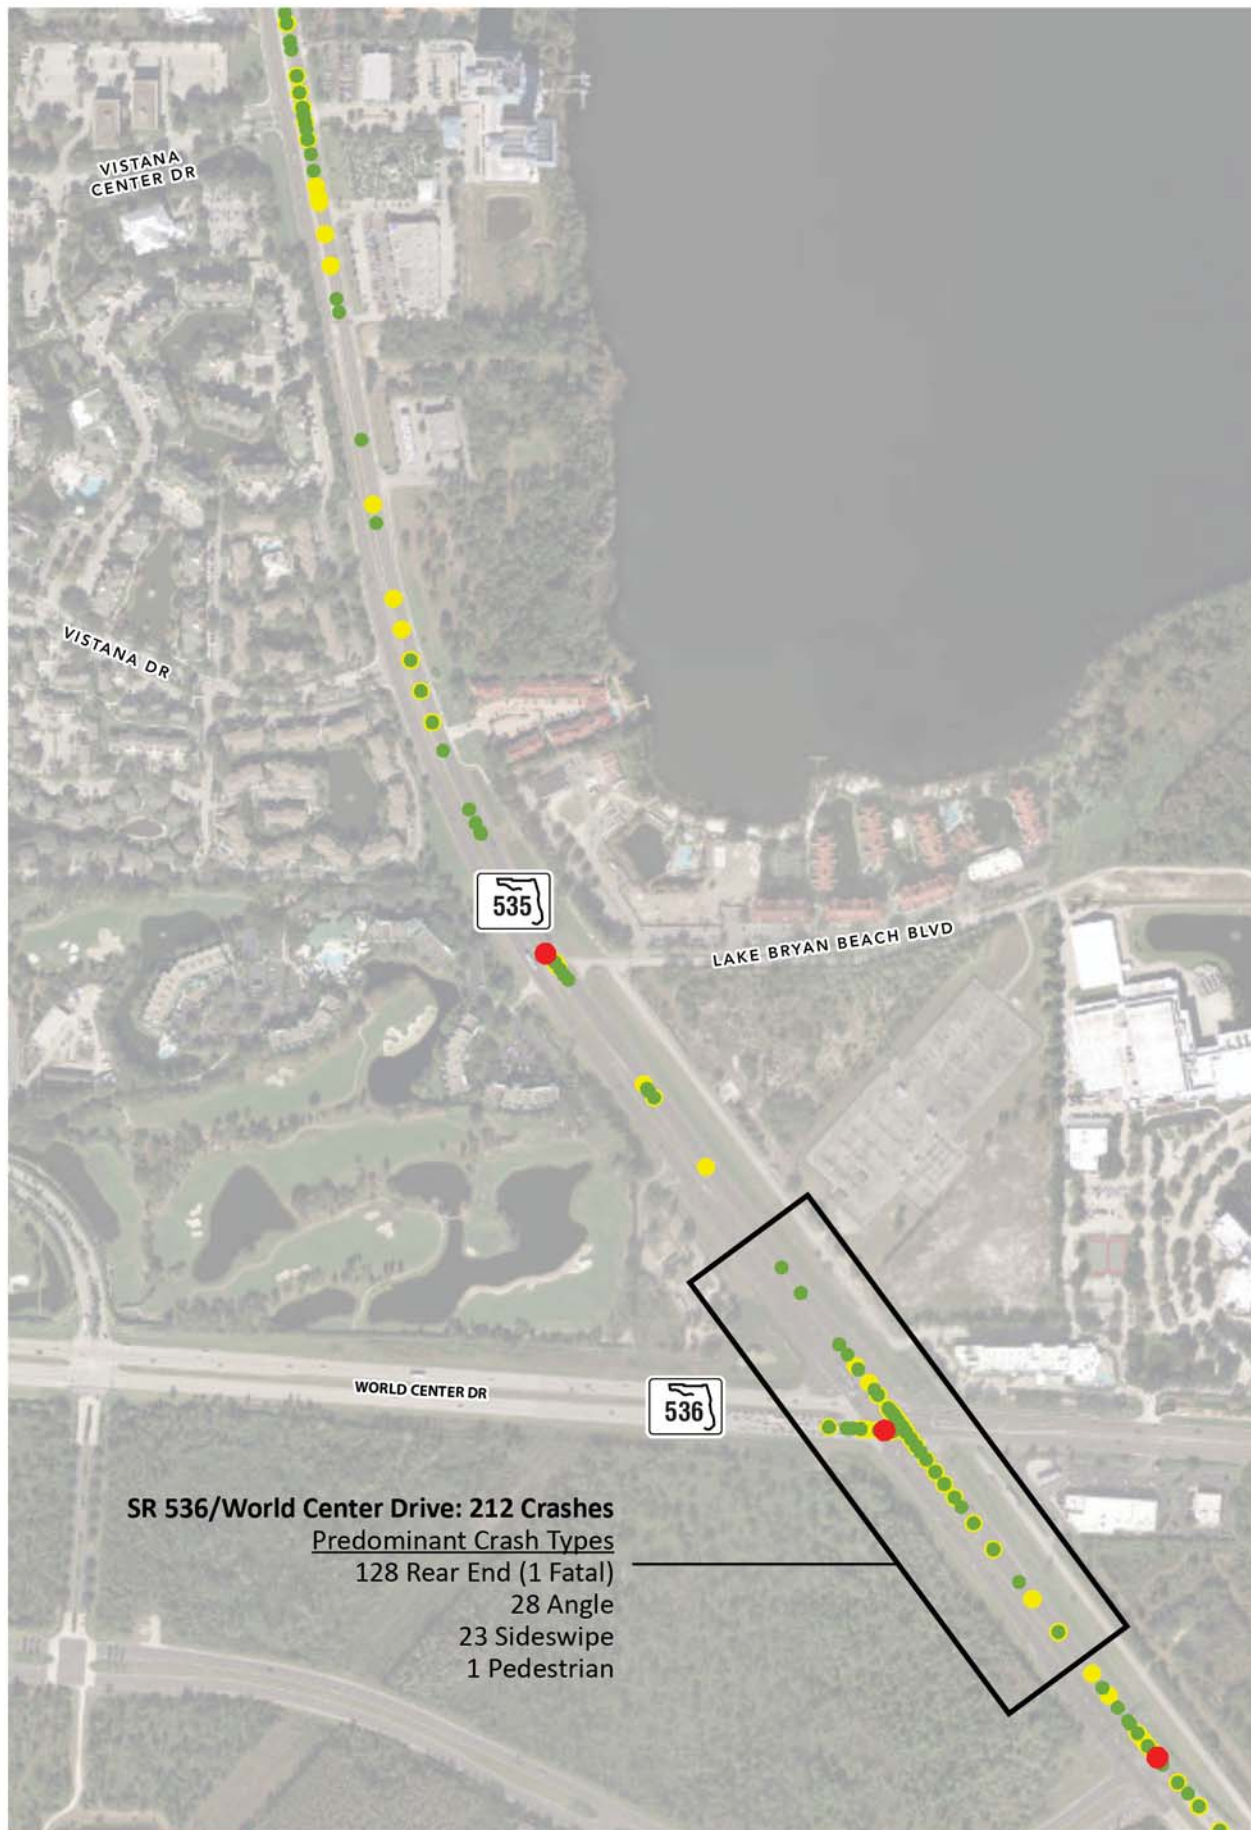 VISTANA
CENTER DR
VISTANA DR
535
LAKE BRYAN BEACH BLVD
WORLD CENTER DR
536
SR 536/World Center Drive: 212 Crashes
Predominant Crash Types
128 Rear End (1 Fatal)
28 Angle
23 Sideswipe
1 Pedestrian